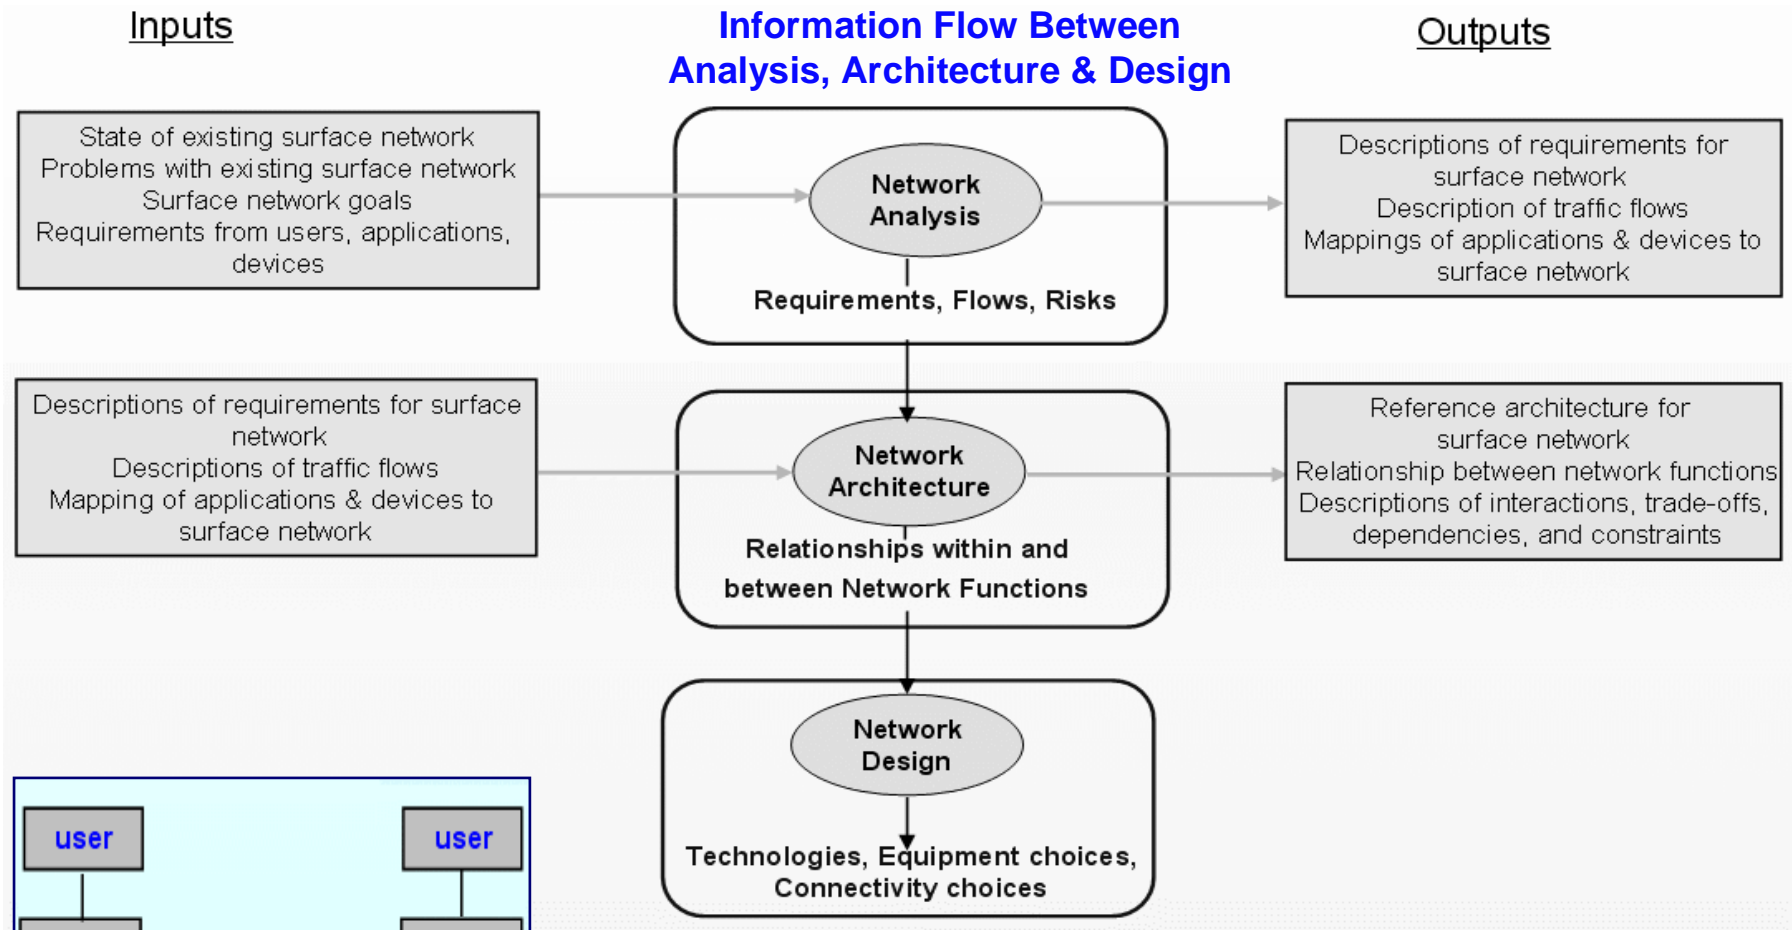 Inputs
Information Flow Between
Analysis, Architecture & Design
Outputs
State of existing surface network
Problems with existing surface network
Surface network goals
Requirements from users, applications,
devices
Network
Analysis
Requirements, Flows, Risks
Descriptions of requirements for
surface network
Description of traffic flows
Mappings of applications & devices to
surface network
Descriptions of requirements for surface
network
Descriptions of traffic flows
Mapping of applications & devices to
surface network
Network
Architecture
Relationships within and
between Network Functions
Reference architecture for
surface network
Relationship between network functions
Descriptions of interactions, trade-offs,
dependencies, and constraints
Network
Design
Technologies, Equipment choices,
Connectivity choices
user
user